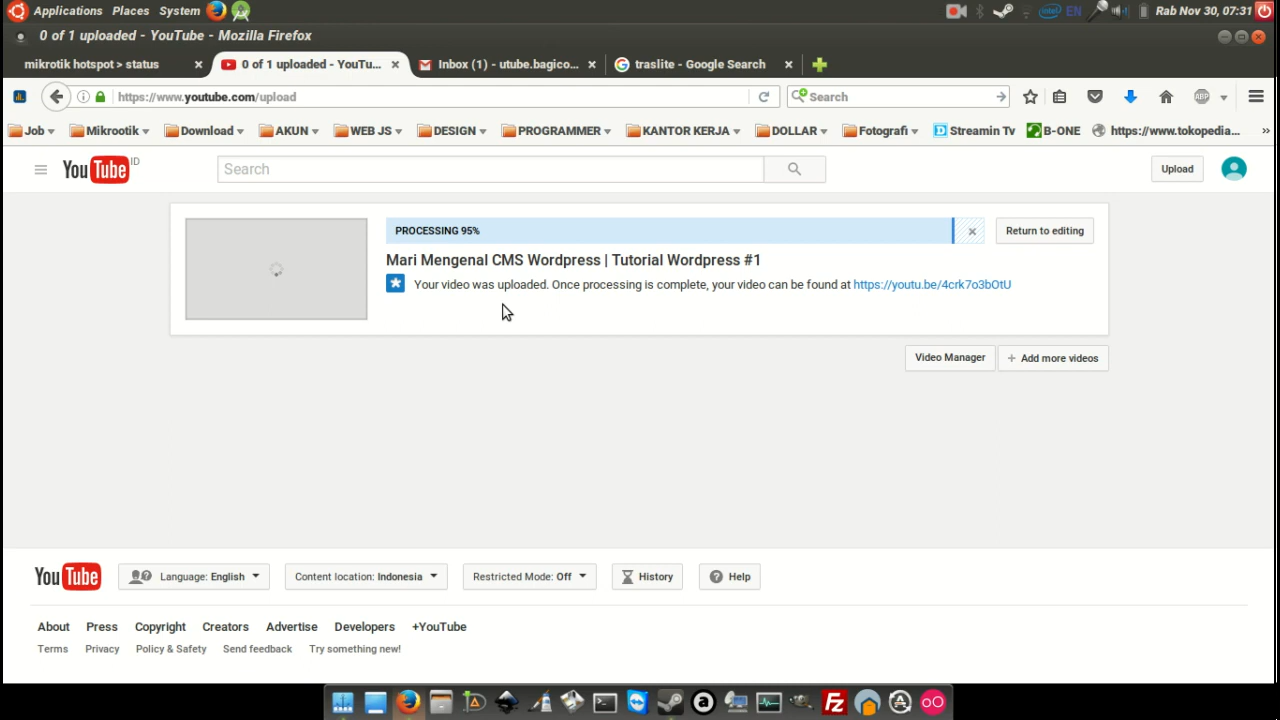 Applications Places System EN Rab Nov 30, 07:31
0 of 1 uploaded - YouTube - Mozilla Firefox
mikrotik hotspot > status 0 of 1 uploaded - YouTu... Inbox (1) - utube.bagico... traslite - Google Search
https://www.youtube.com/upload Search ABP
Job Mikrootik Download AKUN WEB JS DESIGN PROGRAMMER KANTOR KERJA DOLLAR Fotografi Streamin Tv B-ONE https://www.tokopedia... »
YouTube ID Search Upload
PROCESSING 95% Return to editing
Mari Mengenal CMS Wordpress | Tutorial Wordpress #1
Your video was uploaded. Once processing is complete, your video can be found at https://youtu.be/4crk7o3bOtU
Video Manager + Add more videos
YouTube Language: English Content location: Indonesia Restricted Mode: Off History Help
About Press Copyright Creators Advertise Developers +YouTube
Terms Privacy Policy & Safety Send feedback Try something new!